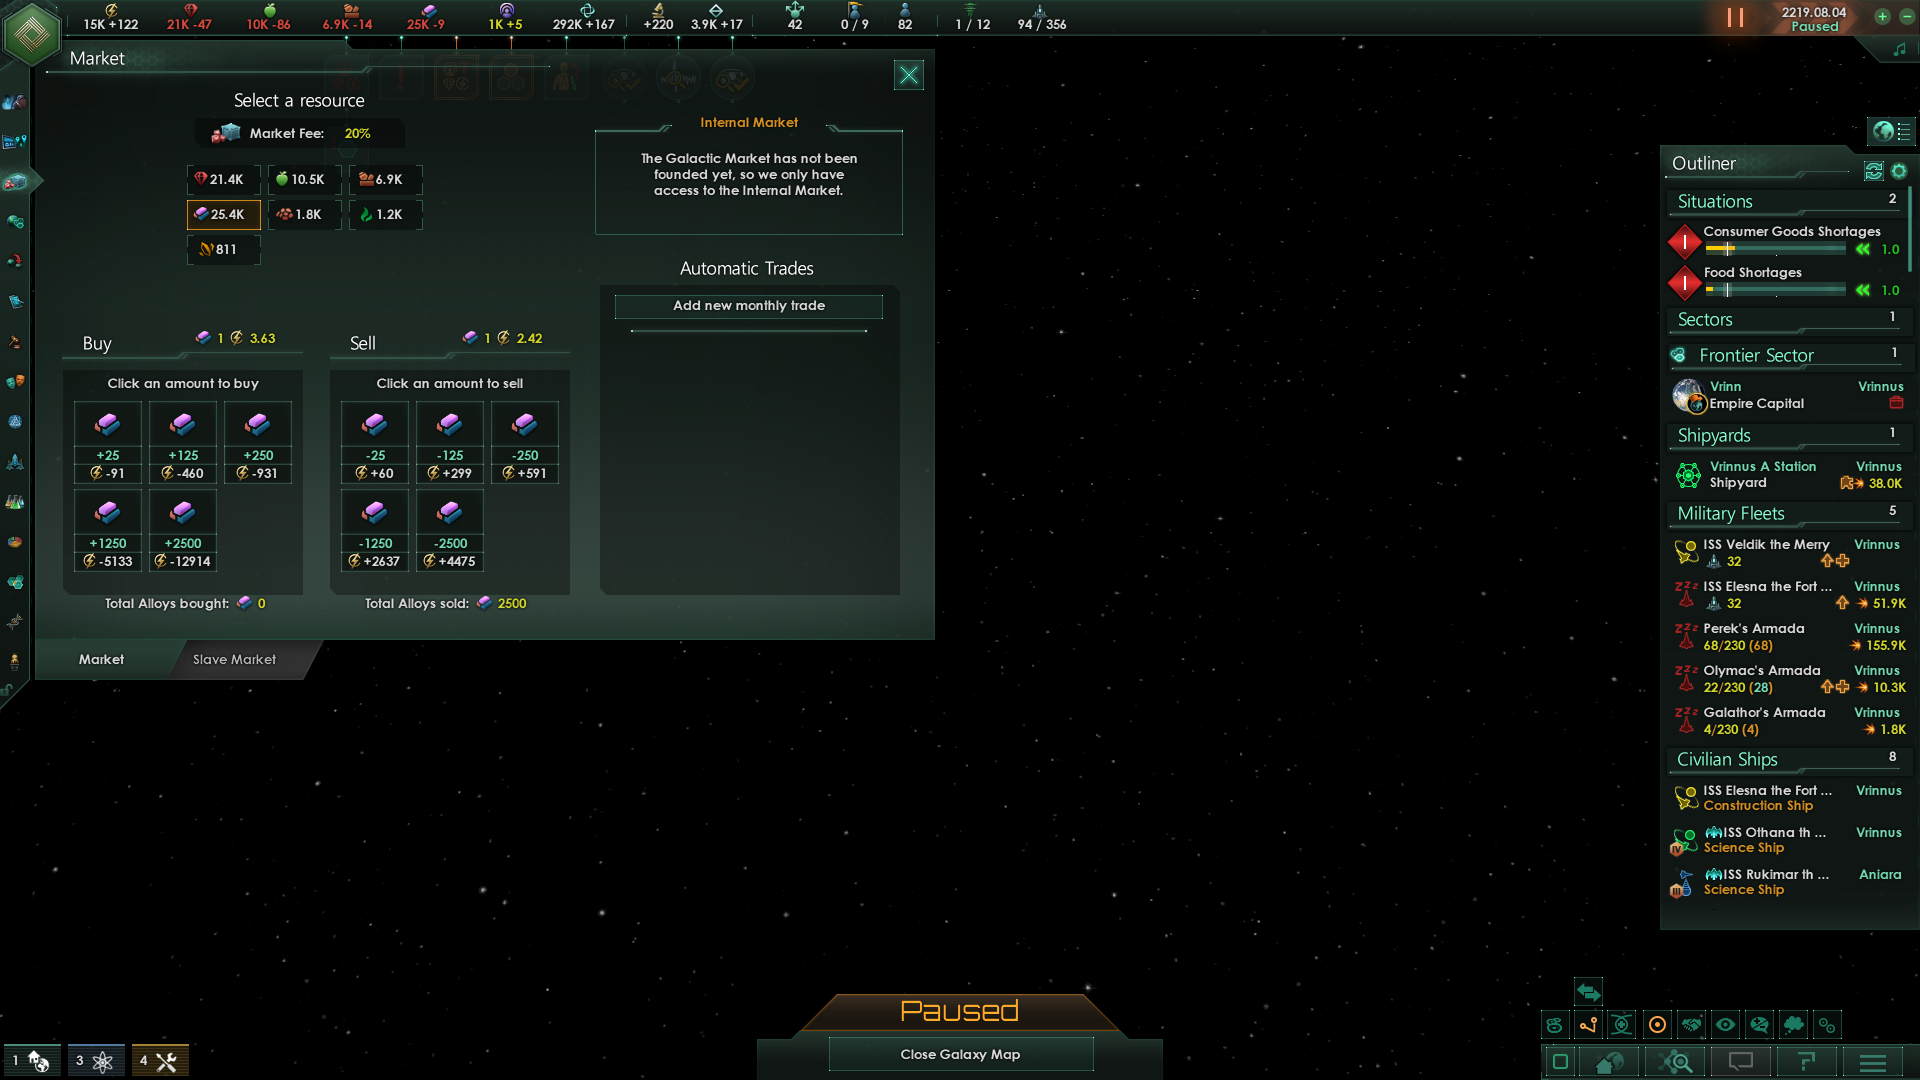 15K +122
21K -47
10K -86
6.9K -14
25K -9
1K +5
292K +167
+220
3.9K +17
42
0 / 9
82
1 / 12
94 / 356
2219.08.04
Paused
Market
Select a resource
Market Fee: 20%
21.4K
10.5K
6.9K
25.4K
1.8K
1.2K
811
Internal Market
The Galactic Market has not been
founded yet, so we only have
access to the Internal Market.
Automatic Trades
Add new monthly trade
Buy
1 3.63
Click an amount to buy
+25
-91
+125
-460
+250
-931
+1250
-5133
+2500
-12914
Total Alloys bought: 0
Sell
1 2.42
Click an amount to sell
-25
+60
-125
+299
-250
+591
-1250
+2637
-2500
+4475
Total Alloys sold: 2500
Market
Slave Market
Outliner
Situations 2
Consumer Goods Shortages
1.0
Food Shortages
1.0
Sectors 1
Frontier Sector 1
Vrinn Vrinnus
Empire Capital
Shipyards 1
Vrinnus A Station Vrinnus
Shipyard 38.0K
Military Fleets 5
ISS Veldik the Merry Vrinnus
32
ISS Elesna the Fort ... Vrinnus
32 51.9K
Perek's Armada Vrinnus
68/230 (68) 155.9K
Olymac's Armada Vrinnus
22/230 (28) 10.3K
Galathor's Armada Vrinnus
4/230 (4) 1.8K
Civilian Ships 8
ISS Elesna the Fort ... Vrinnus
Construction Ship
ISS Othana th ... Vrinnus
Science Ship
ISS Rukimar th ... Aniara
Science Ship
Paused
Close Galaxy Map
1
3
4